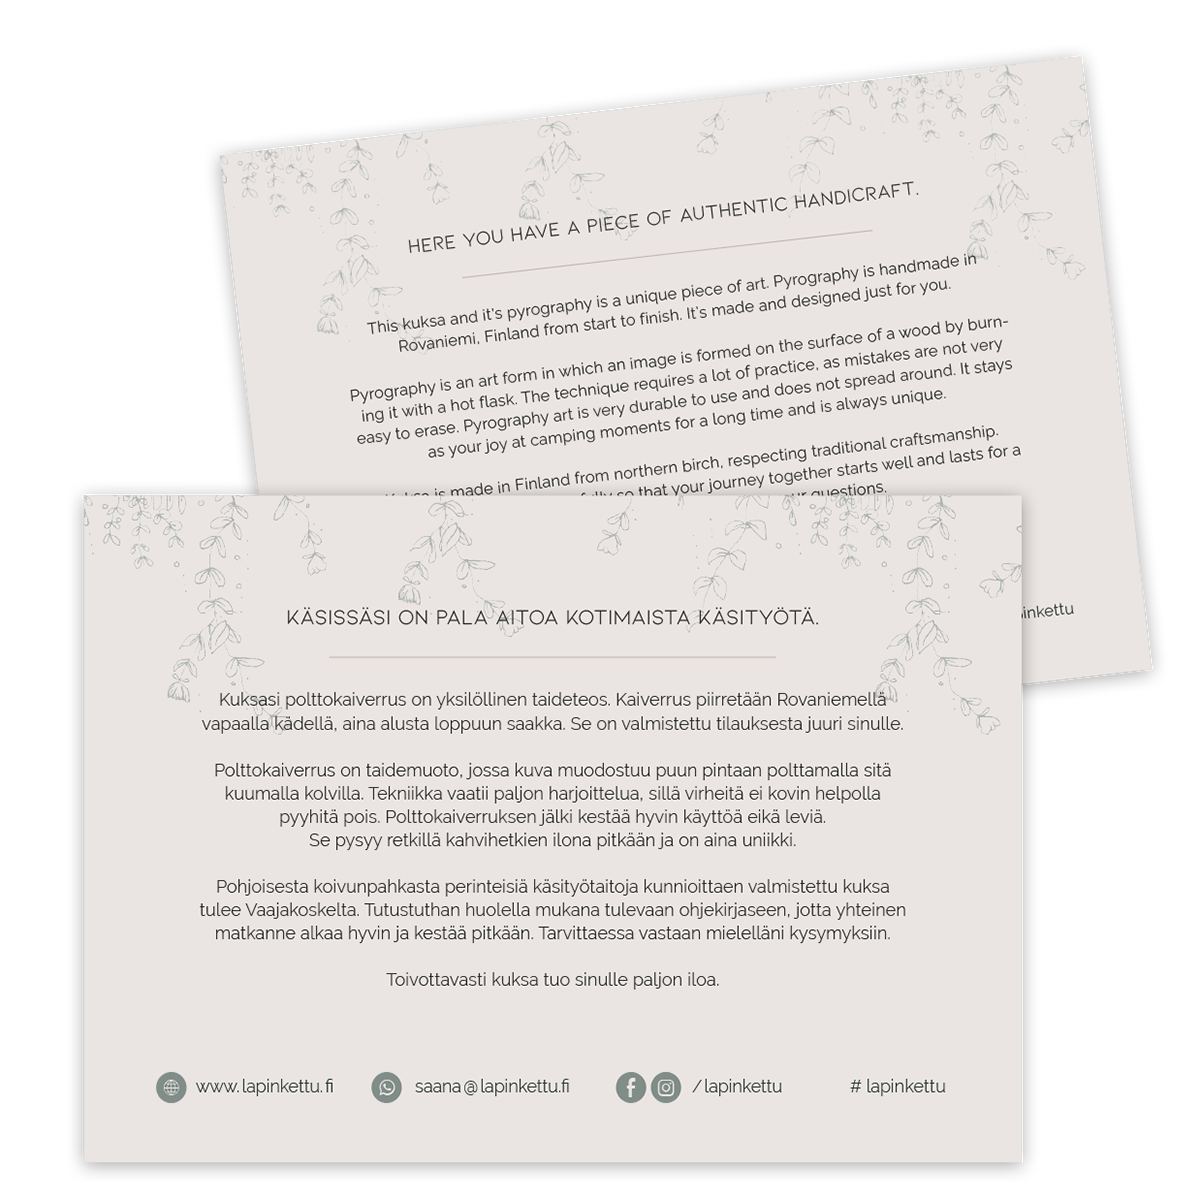 HERE YOU HAVE A PIECE OF AUTHENTIC HANDICRAFT.
This kuksa and it's pyrography is a unique piece of art. Pyrography is handmade in
Rovaniemi, Finland from start to finish. It's made and designed just for you.
Pyrography is an art form in which an image is formed on the surface of a wood by burn-
ing it with a hot flask. The technique requires a lot of practice, as mistakes are not very
easy to erase. Pyrography art is very durable to use and does not spread around. It stays
as your joy at camping moments for a long time and is always unique.
Kuksa is made in Finland from northern birch, respecting traditional craftsmanship.
so that your journey together starts well and lasts for a
questions.
KÄSISSÄSI ON PALA AITOA KOTIMAISTA KÄSITYÖTÄ.
Kuksasi polttokaiverrus on yksilöllinen taideteos. Kaiverrus piirretään Rovaniemellä
vapaalla kädellä, aina alusta loppuun saakka. Se on valmistettu tilauksesta juuri sinulle.
Polttokaiverrus on taidemuoto, jossa kuva muodostuu puun pintaan polttamalla sitä
kuumalla kolvilla. Tekniikka vaatii paljon harjoittelua, sillä virheitä ei kovin helpolla
pyyhitä pois. Polttokaiverruksen jälki kestää hyvin käyttöä eikä leviä.
Se pysyy retkillä kahvihetkien ilona pitkään ja on aina uniikki.
Pohjoisesta koivunpahkasta perinteisiä käsityötaitoja kunnioittaen valmistettu kuksa
tulee Vaajakoskelta. Tutustuthan huolella mukana tulevaan ohjekirjaseen, jotta yhteinen
matkanne alkaa hyvin ja kestää pitkään. Tarvittaessa vastaan mielelläni kysymyksiin.
Toivottavasti kuksa tuo sinulle paljon iloa.
www.lapinkettu.fi saana@lapinkettu.fi /lapinkettu # lapinkettu